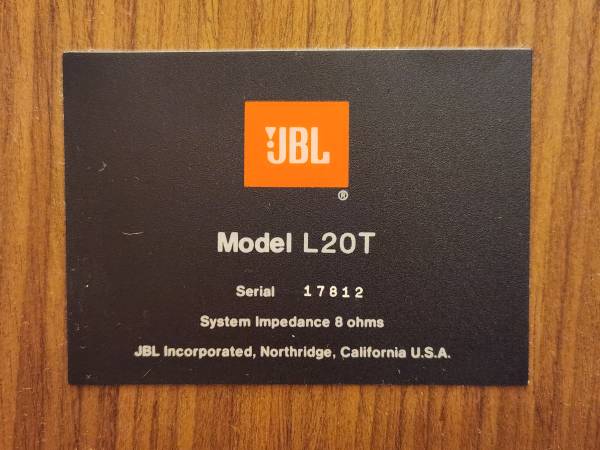 JBL
®
Model L20T
Serial 17812
System Impedance 8 ohms
JBL Incorporated, Northridge, California U.S.A.